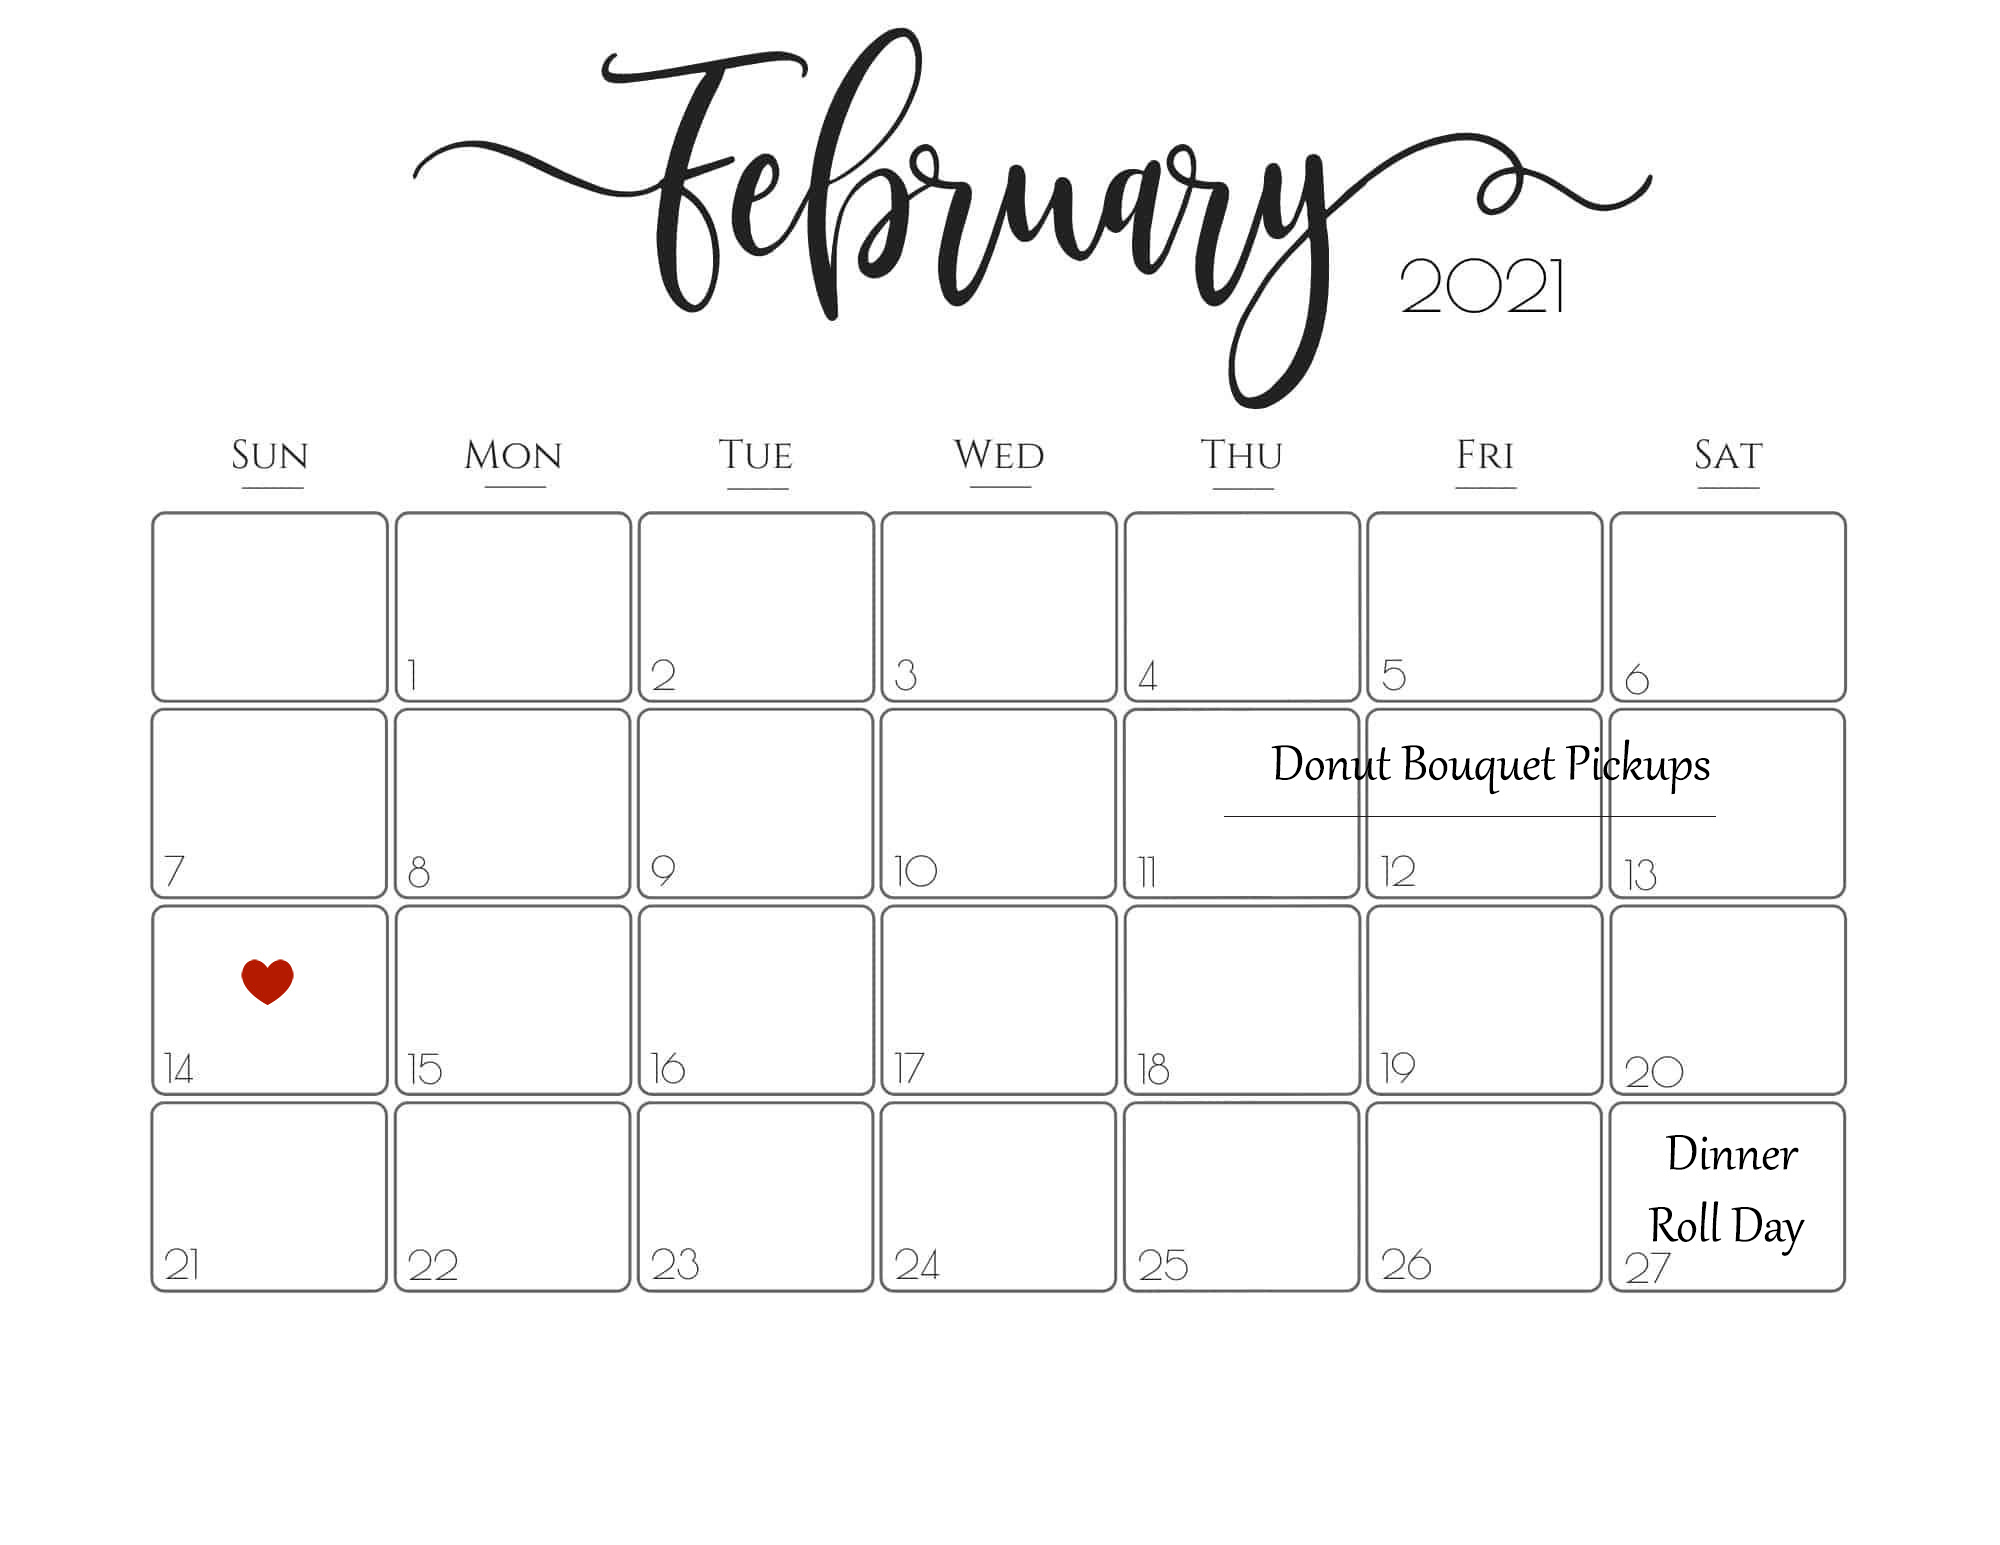 February
2021
SUN MON TUE WED THU FRI SAT
1 2 3 4 5 6
Donut Bouquet Pickups
7 8 9 10 11 12 13
14 15 16 17 18 19 20
Dinner
Roll Day
21 22 23 24 25 26 27